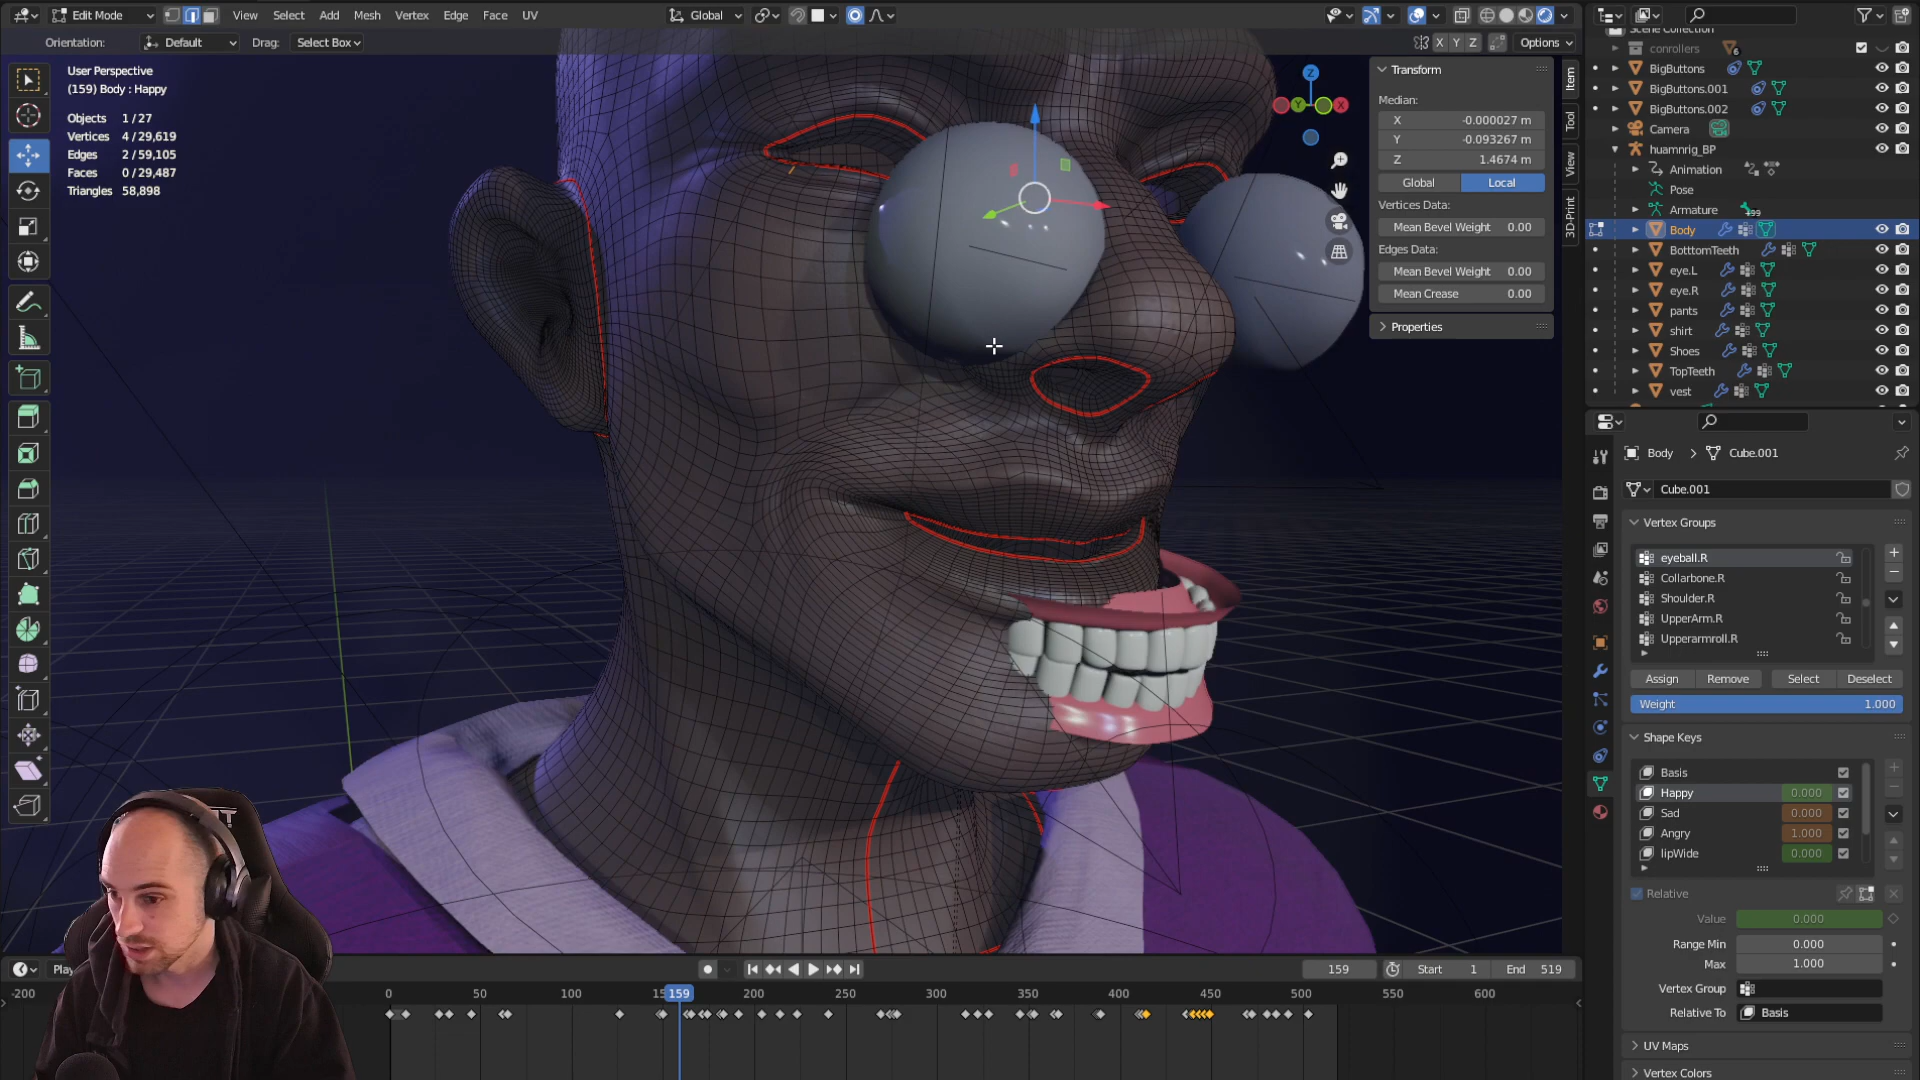 Edit Mode View Select Add Mesh Vertex Edge Face UV Global
Orientation: Default Drag: Select Box X Y Z Options
User Perspective
(159) Body : Happy
Objects 1/27
Vertices 4/29,619
Edges 2/59,105
Faces 0/29,487
Triangles 58,898
Z
Y
X
Transform
Median:
X -0.000027 m
Y -0.093267 m
Z 1.4674 m
Global Local
Vertices Data:
Mean Bevel Weight 0.00
Edges Data:
Mean Bevel Weight 0.00
Mean Crease 0.00
Properties
Item
Tool
View
3D-Print
Scene Collection
conrollers 6
BigButtons
BigButtons.001
BigButtons.002
Camera
huamnrig_BP
Animation
Pose
Armature
Body
BotttomTeeth
eye.L
eye.R
pants
shirt
Shoes
TopTeeth
vest
Body > Cube.001
Cube.001
Vertex Groups
eyeball.R
Collarbone.R
Shoulder.R
UpperArm.R
Upperarmroll.R
Assign Remove Select Deselect
Weight 1.000
Shape Keys
Basis
Happy 0.000
Sad 0.000
Angry 1.000
lipWide 0.000
Relative
Value 0.000
Range Min 0.000
Max 1.000
Vertex Group
Relative To Basis
UV Maps
Vertex Colors
Play 159 Start 1 End 519
-200 0 50 100 159 200 250 300 350 400 450 500 550 600